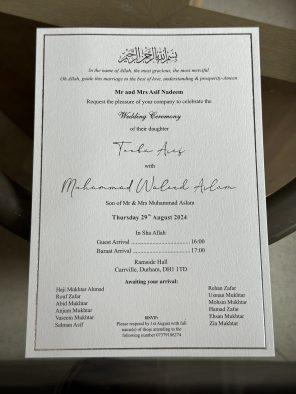 بسم الله الرحمن الرحيم
In the name of Allah, the most gracious, the most merciful
Oh Allah, guide this marriage to the best of love, understanding & prosperity-Ameen
Mr and Mrs Asif Nadeem
Request the pleasure of your company to celebrate the
Wedding Ceremony
of their daughter
Tooba Asif
with
Muhammad Waleed Aslam
Son of Mr & Mrs Muhammad Aslam
Thursday 29th August 2024
In Sha Allah
Guest Arrival ........................ 16:00
Baraat Arrival ........................ 17:00
Ramside Hall
Carrville, Durham, DH1 1TD
Awaiting your arrival:
Haji Mukhtar Ahmad
Rouf Zafar
Abid Mukhtar
Anjum Mukhtar
Waseem Mukhtar
Salman Asif
Rehan Zafar
Usman Mukhtar
Mohsin Mukhtar
Hamad Zafar
Ehsan Mukhtar
Zia Mukhtar
RSVP:
Please respond by 1st August with full
name(s) of those attending to the
following number 07379106274